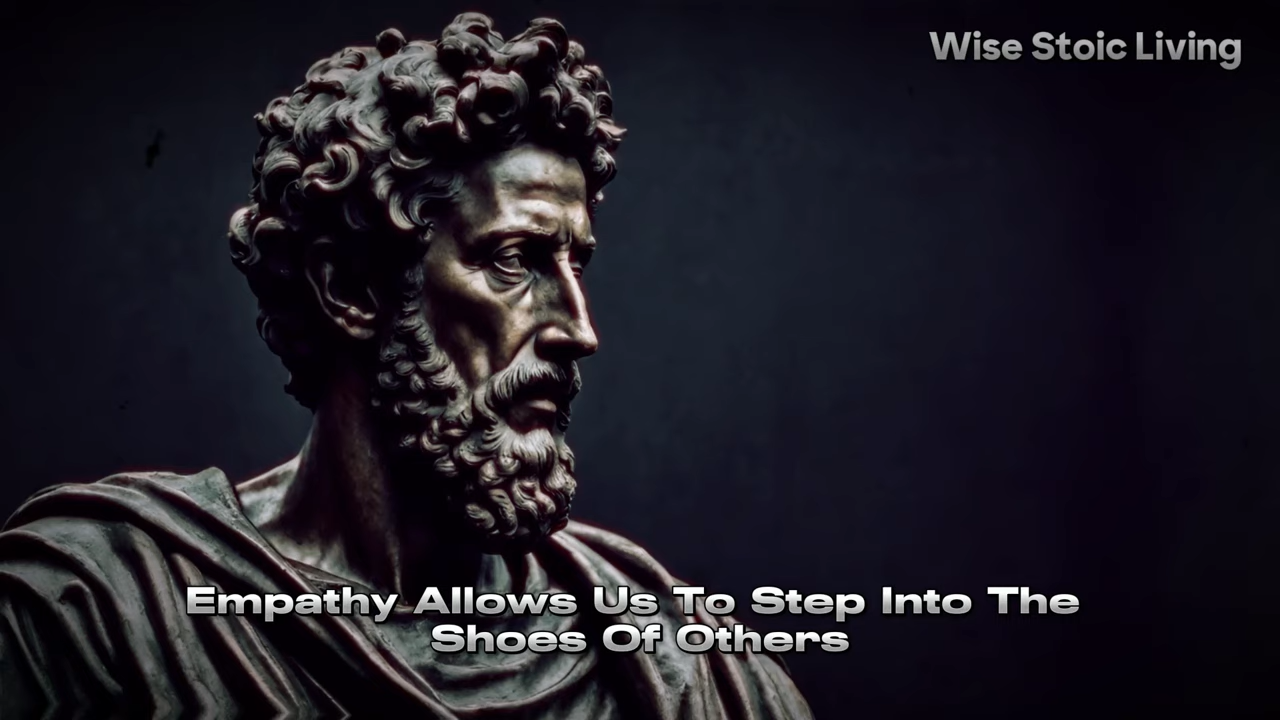 Wise Stoic Living
Empathy Allows Us To Step Into The
Shoes Of Others